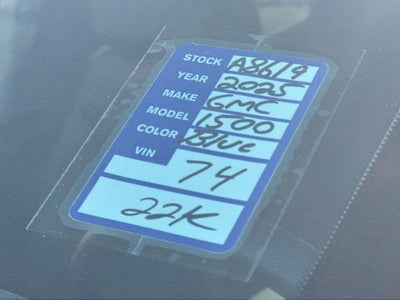 STOCK A8619
YEAR 2025
MAKE GMC
MODEL 1500
COLOR Blue
VIN
74
22K